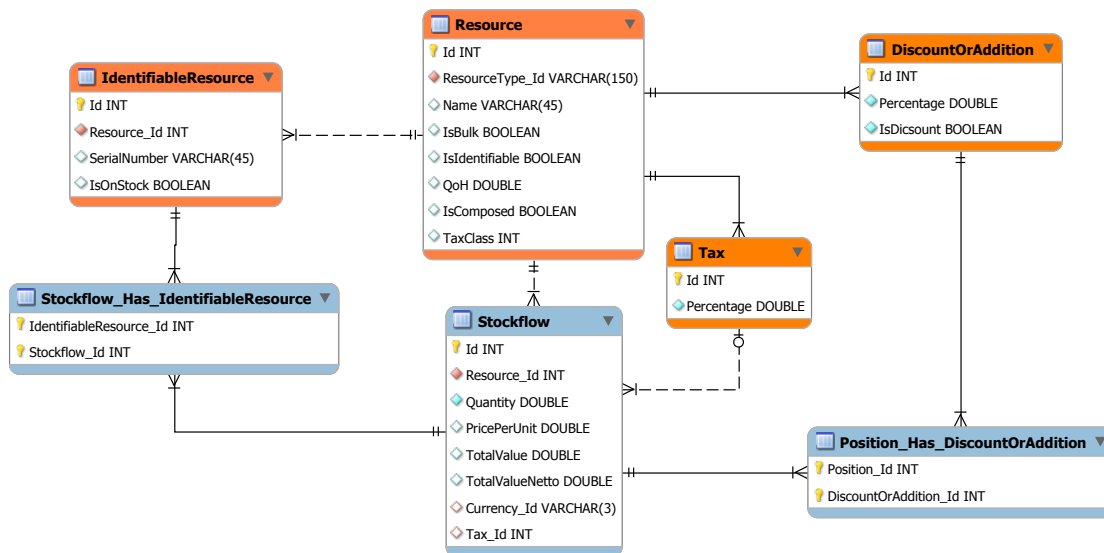 Resource
Id INT
ResourceType_Id VARCHAR(150)
Name VARCHAR(45)
IsBulk BOOLEAN
IsIdentifiable BOOLEAN
QoH DOUBLE
IsComposed BOOLEAN
TaxClass INT
DiscountOrAddition
Id INT
Percentage DOUBLE
IsDicsount BOOLEAN
IdentifiableResource
Id INT
Resource_Id INT
SerialNumber VARCHAR(45)
IsOnStock BOOLEAN
Tax
Id INT
Percentage DOUBLE
Stockflow_Has_IdentifiableResource
IdentifiableResource_Id INT
Stockflow_Id INT
Stockflow
Id INT
Resource_Id INT
Quantity DOUBLE
PricePerUnit DOUBLE
TotalValue DOUBLE
TotalValueNetto DOUBLE
Currency_Id VARCHAR(3)
Tax_Id INT
Position_Has_DiscountOrAddition
Position_Id INT
DiscountOrAddition_Id INT